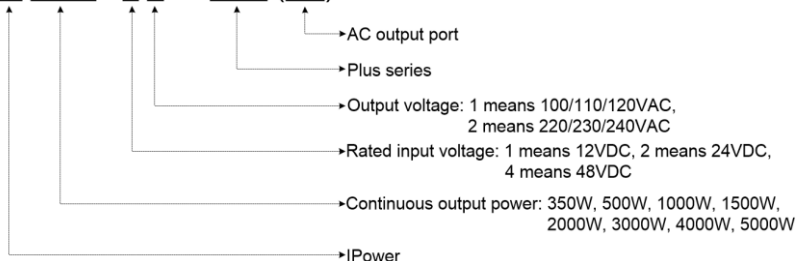 AC output port
Plus series
Output voltage: 1 means 100/110/120VAC,
2 means 220/230/240VAC
Rated input voltage: 1 means 12VDC, 2 means 24VDC,
4 means 48VDC
Continuous output power: 350W, 500W, 1000W, 1500W,
2000W, 3000W, 4000W, 5000W
IPower